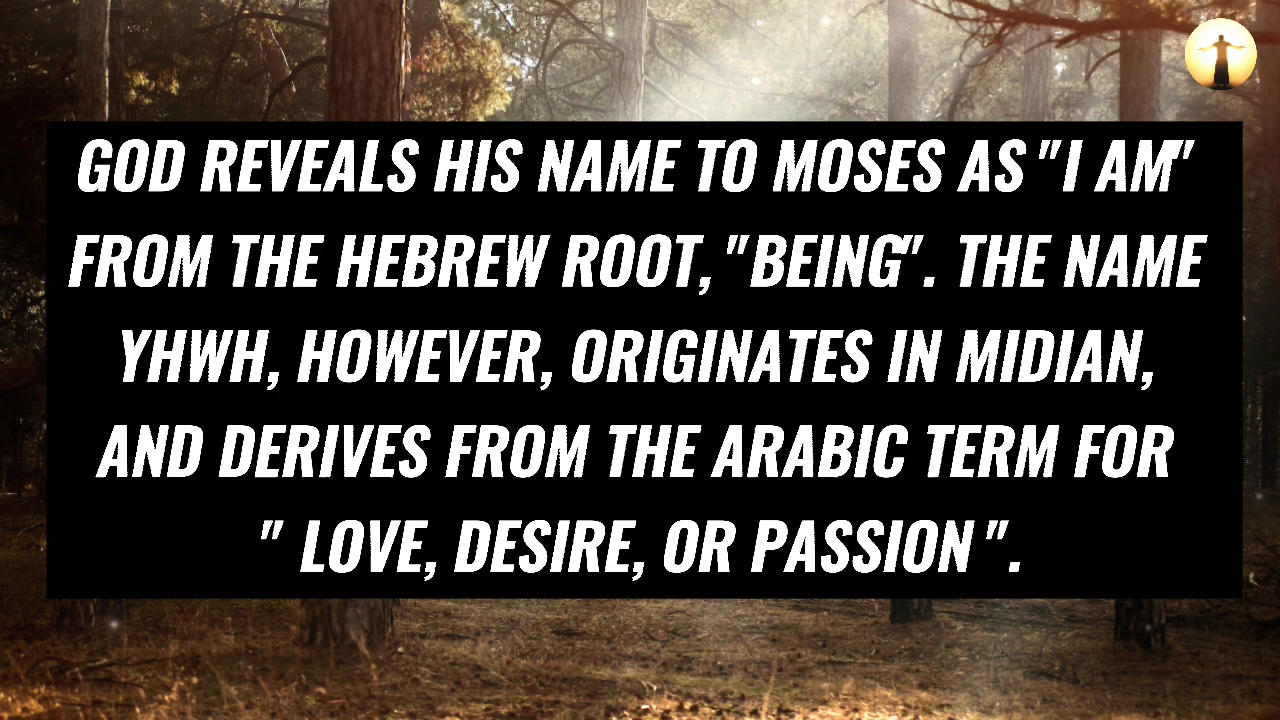 GOD REVEALS HIS NAME TO MOSES AS "I AM"
FROM THE HEBREW ROOT, "BEING". THE NAME
YHWH, HOWEVER, ORIGINATES IN MIDIAN,
AND DERIVES FROM THE ARABIC TERM FOR
" LOVE, DESIRE, OR PASSION ".